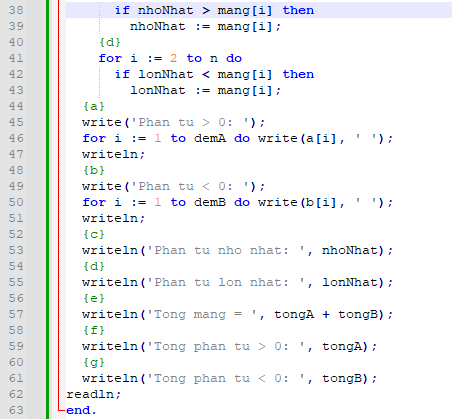 38 if nhoNhat > mang[i] then
39 nhoNhat := mang[i];
40 {d}
41 for i := 2 to n do
42 if lonNhat < mang[i] then
43 lonNhat := mang[i];
44 {a}
45 write('Phan tu > 0: ');
46 for i := 1 to demA do write(a[i], ' ');
47 writeln;
48 {b}
49 write('Phan tu < 0: ');
50 for i := 1 to demB do write(b[i], ' ');
51 writeln;
52 {c}
53 writeln('Phan tu nho nhat: ', nhoNhat);
54 {d}
55 writeln('Phan tu lon nhat: ', lonNhat);
56 {e}
57 writeln('Tong mang = ', tongA + tongB);
58 {f}
59 writeln('Tong phan tu > 0: ', tongA);
60 {g}
61 writeln('Tong phan tu < 0: ', tongB);
62 readln;
63 end.